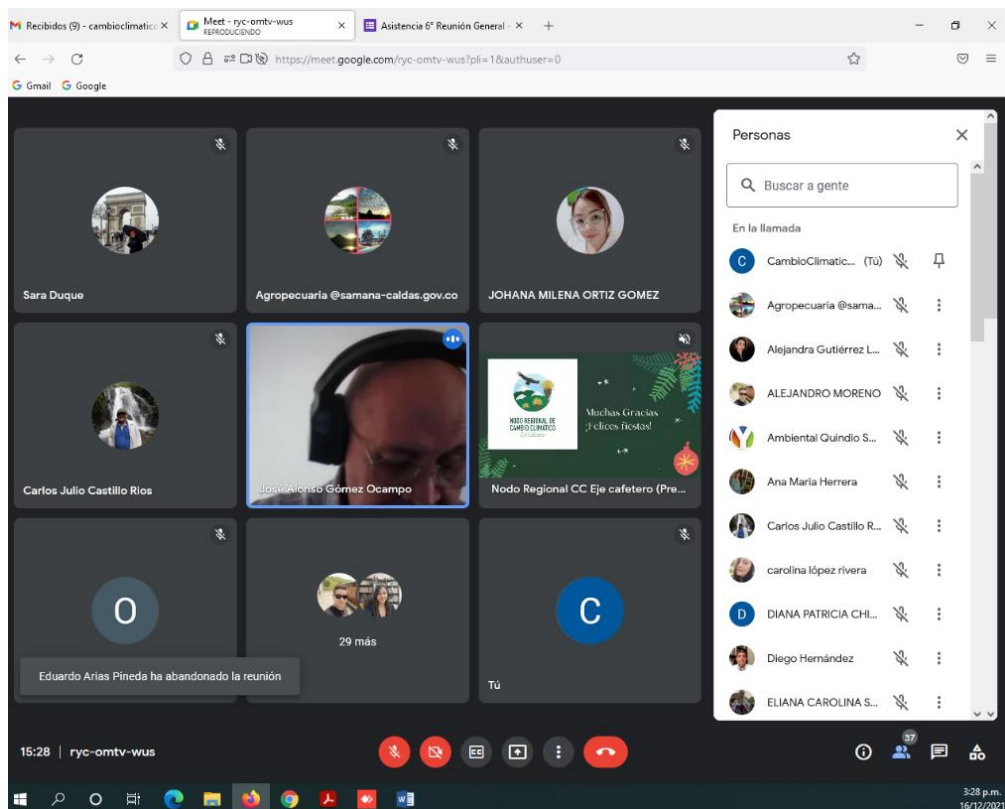 Recibidos (9) - cambioclimatico
Meet - ryc-omtv-wus
REPRODUCIENDO
Asistencia 6° Reunión General -
https://meet.google.com/ryc-omtv-wus?pli=1&authuser=0
Gmail
Google
Sara Duque
Agropecuaria @samana-caldas.gov.co
JOHANA MILENA ORTIZ GOMEZ
Carlos Julio Castillo Rios
José Alonso Gómez Ocampo
NODO REGIONAL DE
CAMBIO CLIMÁTICO
Eje Cafetero
Muchas Gracias
¡Felices fiestas!
Nodo Regional CC Eje cafetero (Pre...
O
29 más
C
Tú
Eduardo Arias Pineda ha abandonado la reunión
Personas
Buscar a gente
En la llamada
C
CambioClimatic... (Tú)
Agropecuaria @sama...
Alejandra Gutiérrez L...
ALEJANDRO MORENO
Ambiental Quindio S...
Ana Maria Herrera
Carlos Julio Castillo R...
carolina lópez rivera
D
DIANA PATRICIA CHI...
Diego Hernández
ELIANA CAROLINA S...
15:28 | ryc-omtv-wus
37
3:28 p.m.